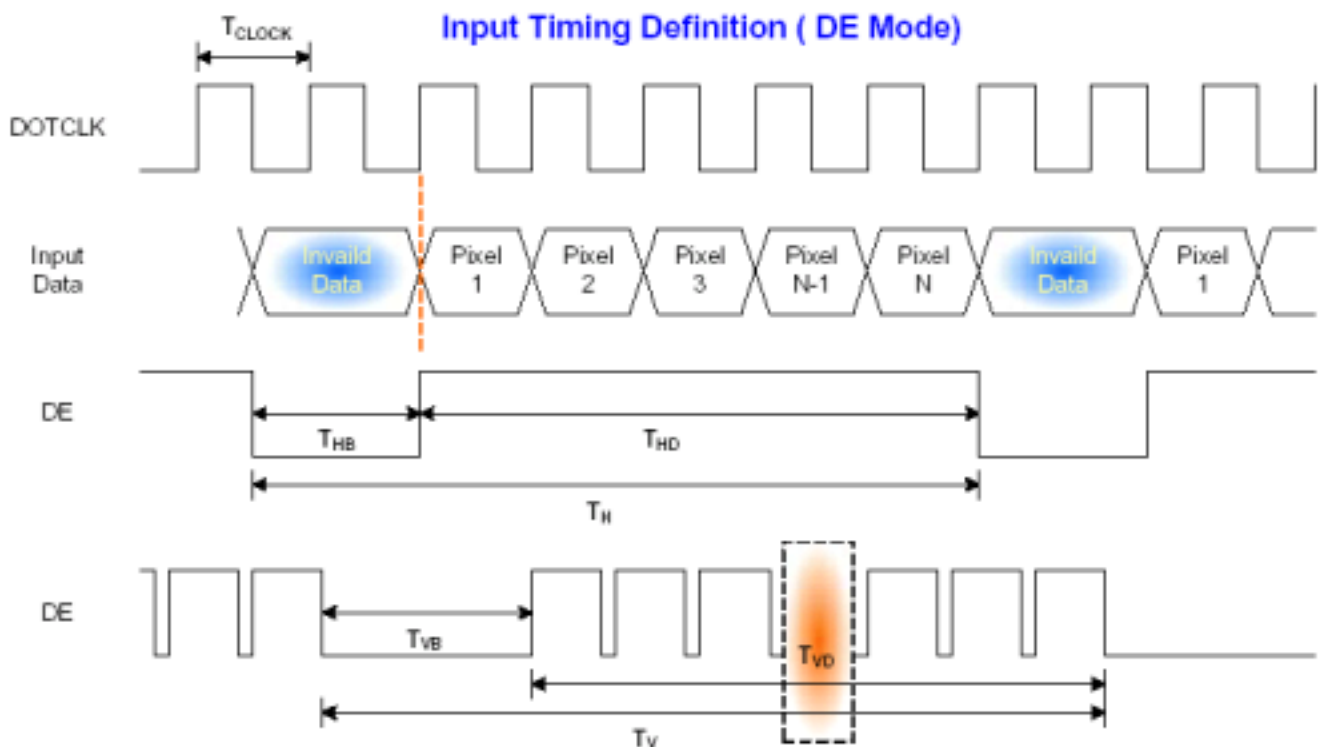 Input Timing Definition ( DE Mode)
TCLOCK
DOTCLK
Input
Data
Invaild
Data
Pixel
1
Pixel
2
Pixel
3
Pixel
N-1
Pixel
N
Invaild
Data
Pixel
1
DE
THB
THD
TH
DE
TVB
TVD
TV